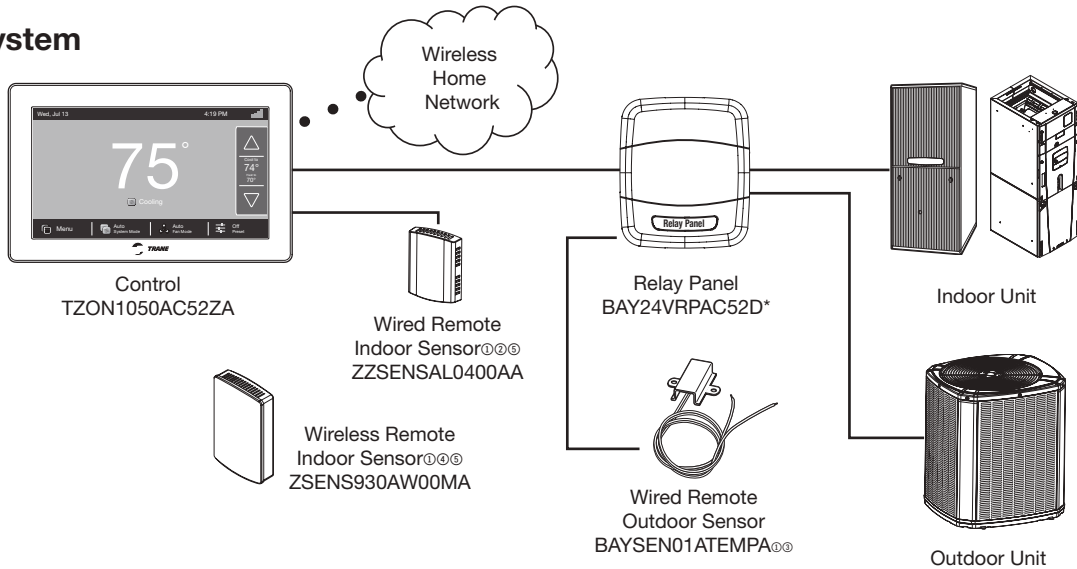 ystem
Wireless
Home
Network
Wed, Jul 13 4:19 PM
75°
Cooling
Cool to
74°
Heat to
70°
Menu
Auto
System Mode
Auto
Fan Mode
Off
Preset
TRANE
Control
TZON1050AC52ZA
Wired Remote
Indoor Sensor①②⑤
ZZSENSAL0400AA
Wireless Remote
Indoor Sensor①④⑤
ZSENS930AW00MA
Relay Panel
Relay Panel
BAY24VRPAC52D*
Wired Remote
Outdoor Sensor
BAYSEN01ATEMPA①③
Indoor Unit
Outdoor Unit